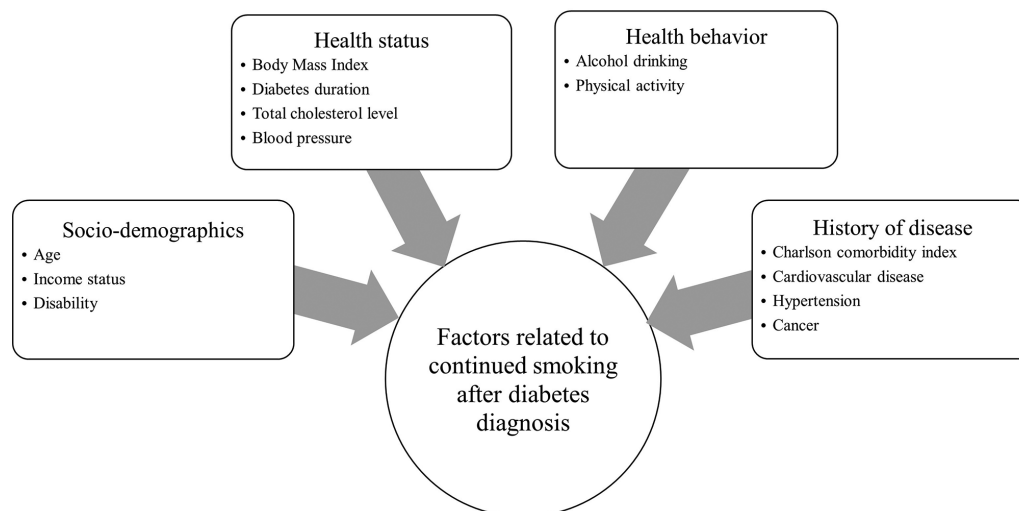 Health status
• Body Mass Index
• Diabetes duration
• Total cholesterol level
• Blood pressure
Health behavior
• Alcohol drinking
• Physical activity
Socio-demographics
• Age
• Income status
• Disability
History of disease
• Charlson comorbidity index
• Cardiovascular disease
• Hypertension
• Cancer
Factors related to
continued smoking
after diabetes
diagnosis